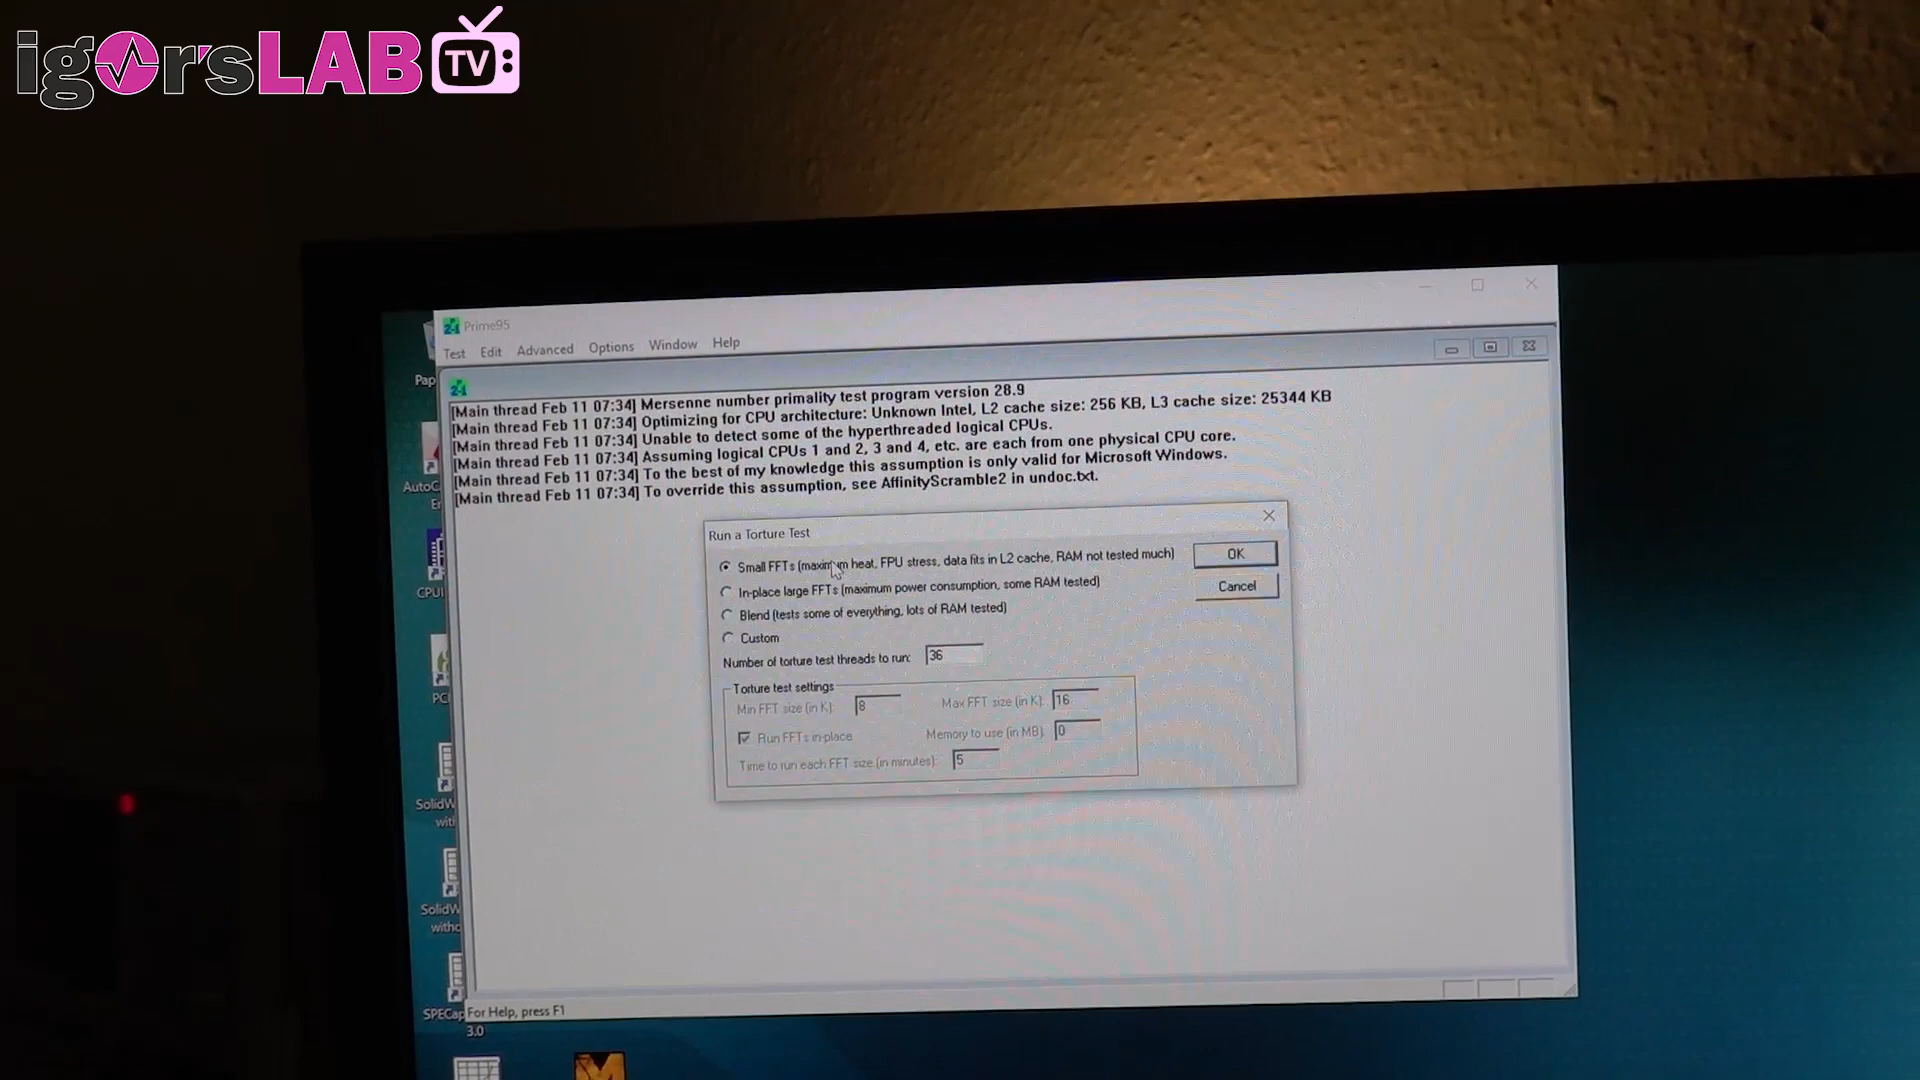 igor'sLAB TV
Prime95
Test Edit Advanced Options Window Help
[Main thread Feb 11 07:34] Mersenne number primality test program version 28.9
[Main thread Feb 11 07:34] Optimizing for CPU architecture: Unknown Intel, L2 cache size: 256 KB, L3 cache size: 25344 KB
[Main thread Feb 11 07:34] Unable to detect some of the hyperthreaded logical CPUs.
[Main thread Feb 11 07:34] Assuming logical CPUs 1 and 2, 3 and 4, etc. are each from one physical CPU core.
[Main thread Feb 11 07:34] To the best of my knowledge this assumption is only valid for Microsoft Windows.
[Main thread Feb 11 07:34] To override this assumption, see AffinityScramble2 in undoc.txt.
Run a Torture Test
Small FFTs (maximum heat, FPU stress, data fits in L2 cache, RAM not tested much)
OK
In-place large FFTs (maximum power consumption, some RAM tested)
Cancel
Blend (tests some of everything, lots of RAM tested)
Custom
Number of torture test threads to run: 36
Torture test settings
Min FFT size (in K): 8 Max FFT size (in K): 16
Run FFTs in-place Memory to use (in MB): 0
Time to run each FFT size (in minutes): 5
For Help, press F1
Pap
AutoC
En
CPUI
PC
SolidW
with
SolidW
witho
SPECap
3.0